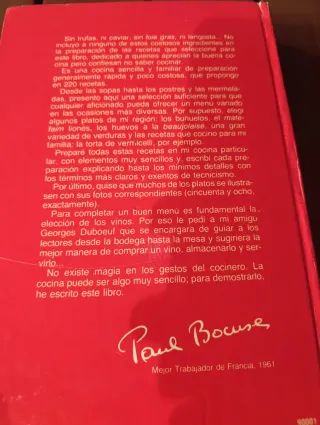 Sin trufas, ni caviar, sin foie gras, ni langosta... No
incluyo a ninguno de estos costosos ingredientes en
la preparación de las recetas que selecciono para
este libro, dedicado a quienes aprecian la buena co-
cina pero confiesan no saber cocinar.
Es una cocina sencilla y familiar de preparación
generalmente rápida y poco costosa, que propongo
en 220 recetas.
Desde las sopas hasta los postres y las mermela-
das, presento aquí una selección suficiente para que
cualquier aficionado pueda ofrecer un menú variado
en las ocasiones más diversas. Por supuesto, elegí
algunos platos de mi región: los buñuelos, el mate-
faim lionés, los huevos a la beaujolaise, una gran
variedad de verduras y las recetas que cocino para mi
familia: la torta de vermicelli, por ejemplo.
Preparé todas estas recetas en mi cocina particu-
lar, con elementos muy sencillos y, escribí cada pre-
paración explicando hasta los mínimos detalles con
los términos más claros y exentos de tecnicismo.
Por último, quise que muchos de los platos se ilustra-
sen con sus fotos correspondientes (cincuenta y ocho,
exactamente).
Para completar un buen menú es fundamental la
elección de los vinos. Por eso le pedí a mi amigo
Georges Duboeuf que se encargara de guiar a los
lectores desde la bodega hasta la mesa y sugiriera la
mejor manera de comprar un vino, almacenarlo y ser-
virlo...
No existe magia en los gestos del cocinero. La
cocina puede ser algo muy sencillo; para demostrarlo,
he escrito este libro.
Paul Bocuse
Mejor Trabajador de Francia, 1961
90001